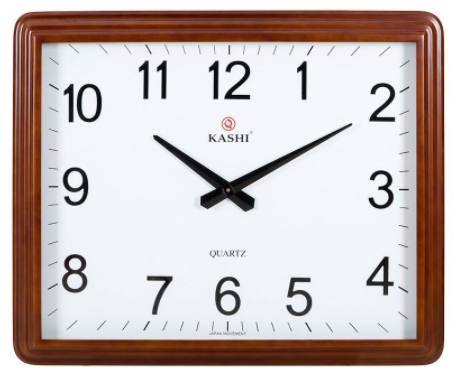 11 12 1
10 2
KASHI®
9 3
QUARTZ
8 4
7 6 5
JAPAN MOVEMENT